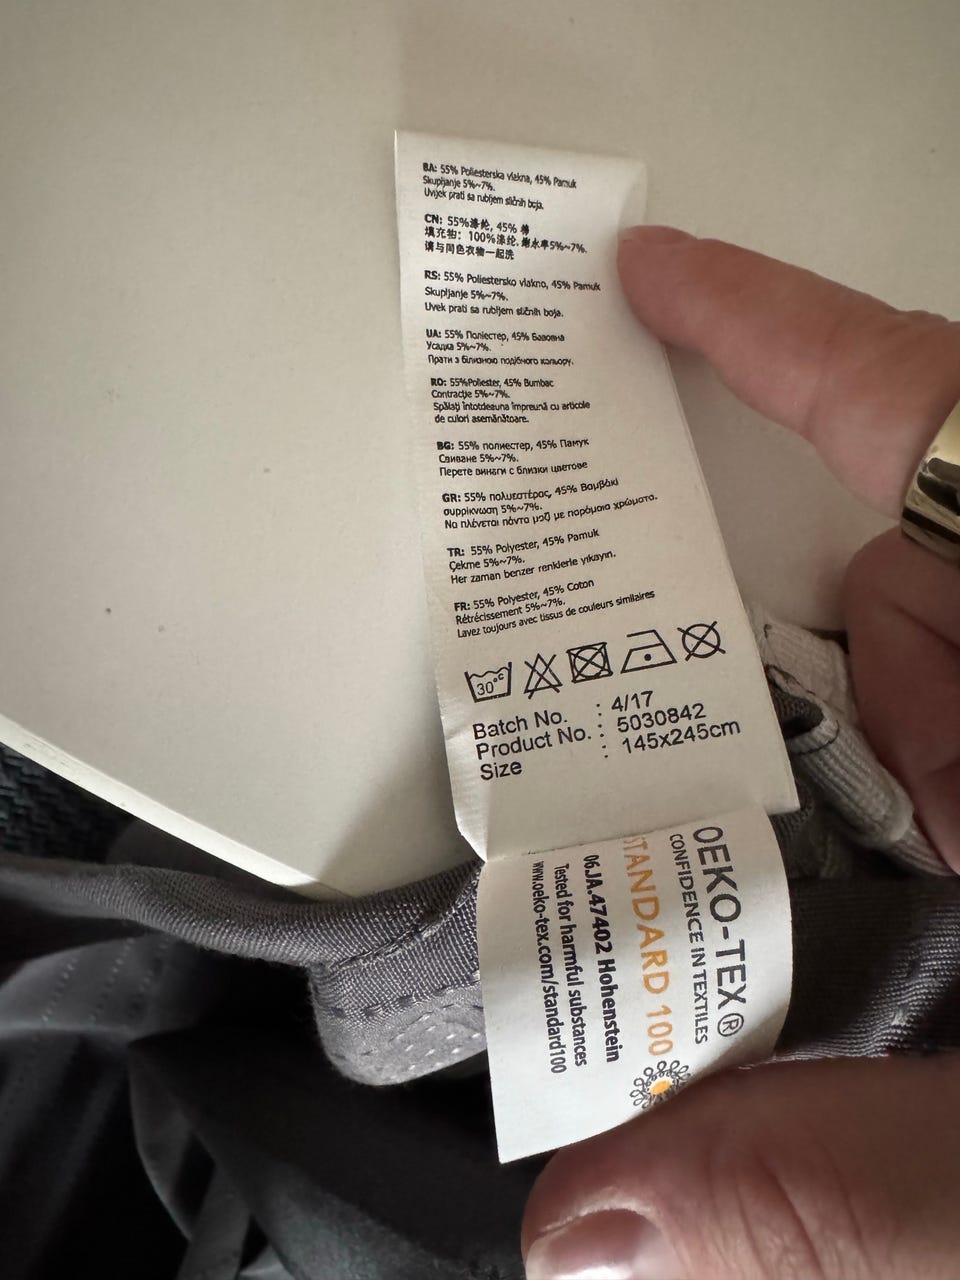 BA: 55% Poliesterska vlakna, 45% Pamuk
Skupljanje 5%~7%.
Uvijek prati sa rubljem sličnih boja.
CN: 55%涤纶, 45% 棉
填充物: 100%涤纶. 缩水率5%~7%.
请与同色衣物一起洗
RS: 55% Poliestersko vlakno, 45% Pamuk
Skupljanje 5%~7%.
Uvek prati sa rubljem sličnih boja.
UA: 55% Поліестер, 45% Бавовна
Усадка 5%~7%.
Прати з білизною подібного кольору.
RO: 55%Poliester, 45% Bumbac
Contracţie 5%~7%.
Spălaţi întotdeauna împreună cu articole
de culori asemănătoare.
BG: 55% полиестер, 45% Памук
Свиване 5%~7%.
Перете винаги с близки цветове
GR: 55% πολυεστέρας, 45% Βαμβάκι
συρρίκνωση 5%~7%.
Να πλένεται πάντα μαζί με παρόμοια χρώματα.
TR: 55% Polyester, 45% Pamuk
Çekme 5%~7%.
Her zaman benzer renklerle yıkayın.
FR: 55% Polyester, 45% Coton
Rétrécissement 5%~7%.
Lavez toujours avec tissus de couleurs similaires
30°C
Batch No. : 4/17
Product No. : 5030842
Size : 145x245cm
OEKO-TEX®
CONFIDENCE IN TEXTILES
STANDARD 100
06.JA.47402 Hohenstein
Tested for harmful substances
www.oeko-tex.com/standard100